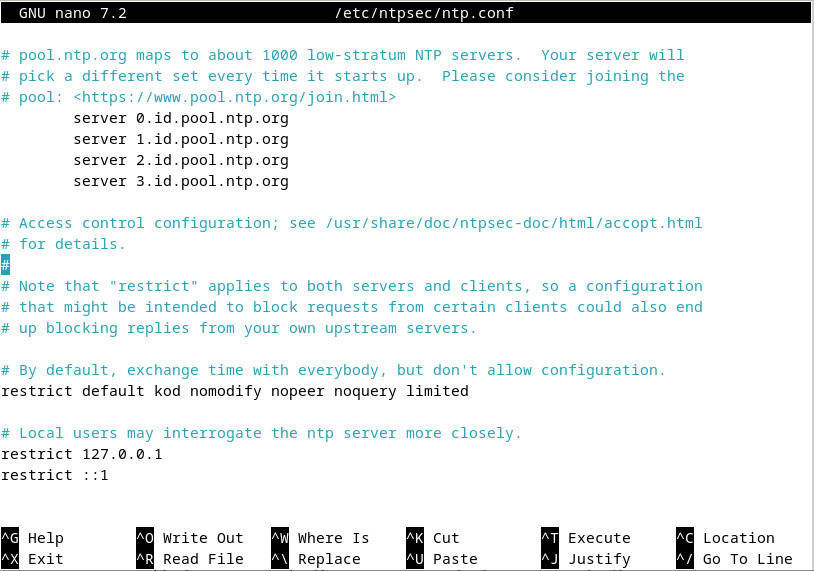 GNU nano 7.2 /etc/ntpsec/ntp.conf
# pool.ntp.org maps to about 1000 low-stratum NTP servers.  Your server will
# pick a different set every time it starts up.  Please consider joining the
# pool: <https://www.pool.ntp.org/join.html>
server 0.id.pool.ntp.org
server 1.id.pool.ntp.org
server 2.id.pool.ntp.org
server 3.id.pool.ntp.org
# Access control configuration; see /usr/share/doc/ntpsec-doc/html/accopt.html
# for details.
#
# Note that "restrict" applies to both servers and clients, so a configuration
# that might be intended to block requests from certain clients could also end
# up blocking replies from your own upstream servers.
# By default, exchange time with everybody, but don't allow configuration.
restrict default kod nomodify nopeer noquery limited
# Local users may interrogate the ntp server more closely.
restrict 127.0.0.1
restrict ::1
^G Help ^O Write Out ^W Where Is ^K Cut ^T Execute ^C Location
^X Exit ^R Read File ^\ Replace ^U Paste ^J Justify ^/ Go To Line